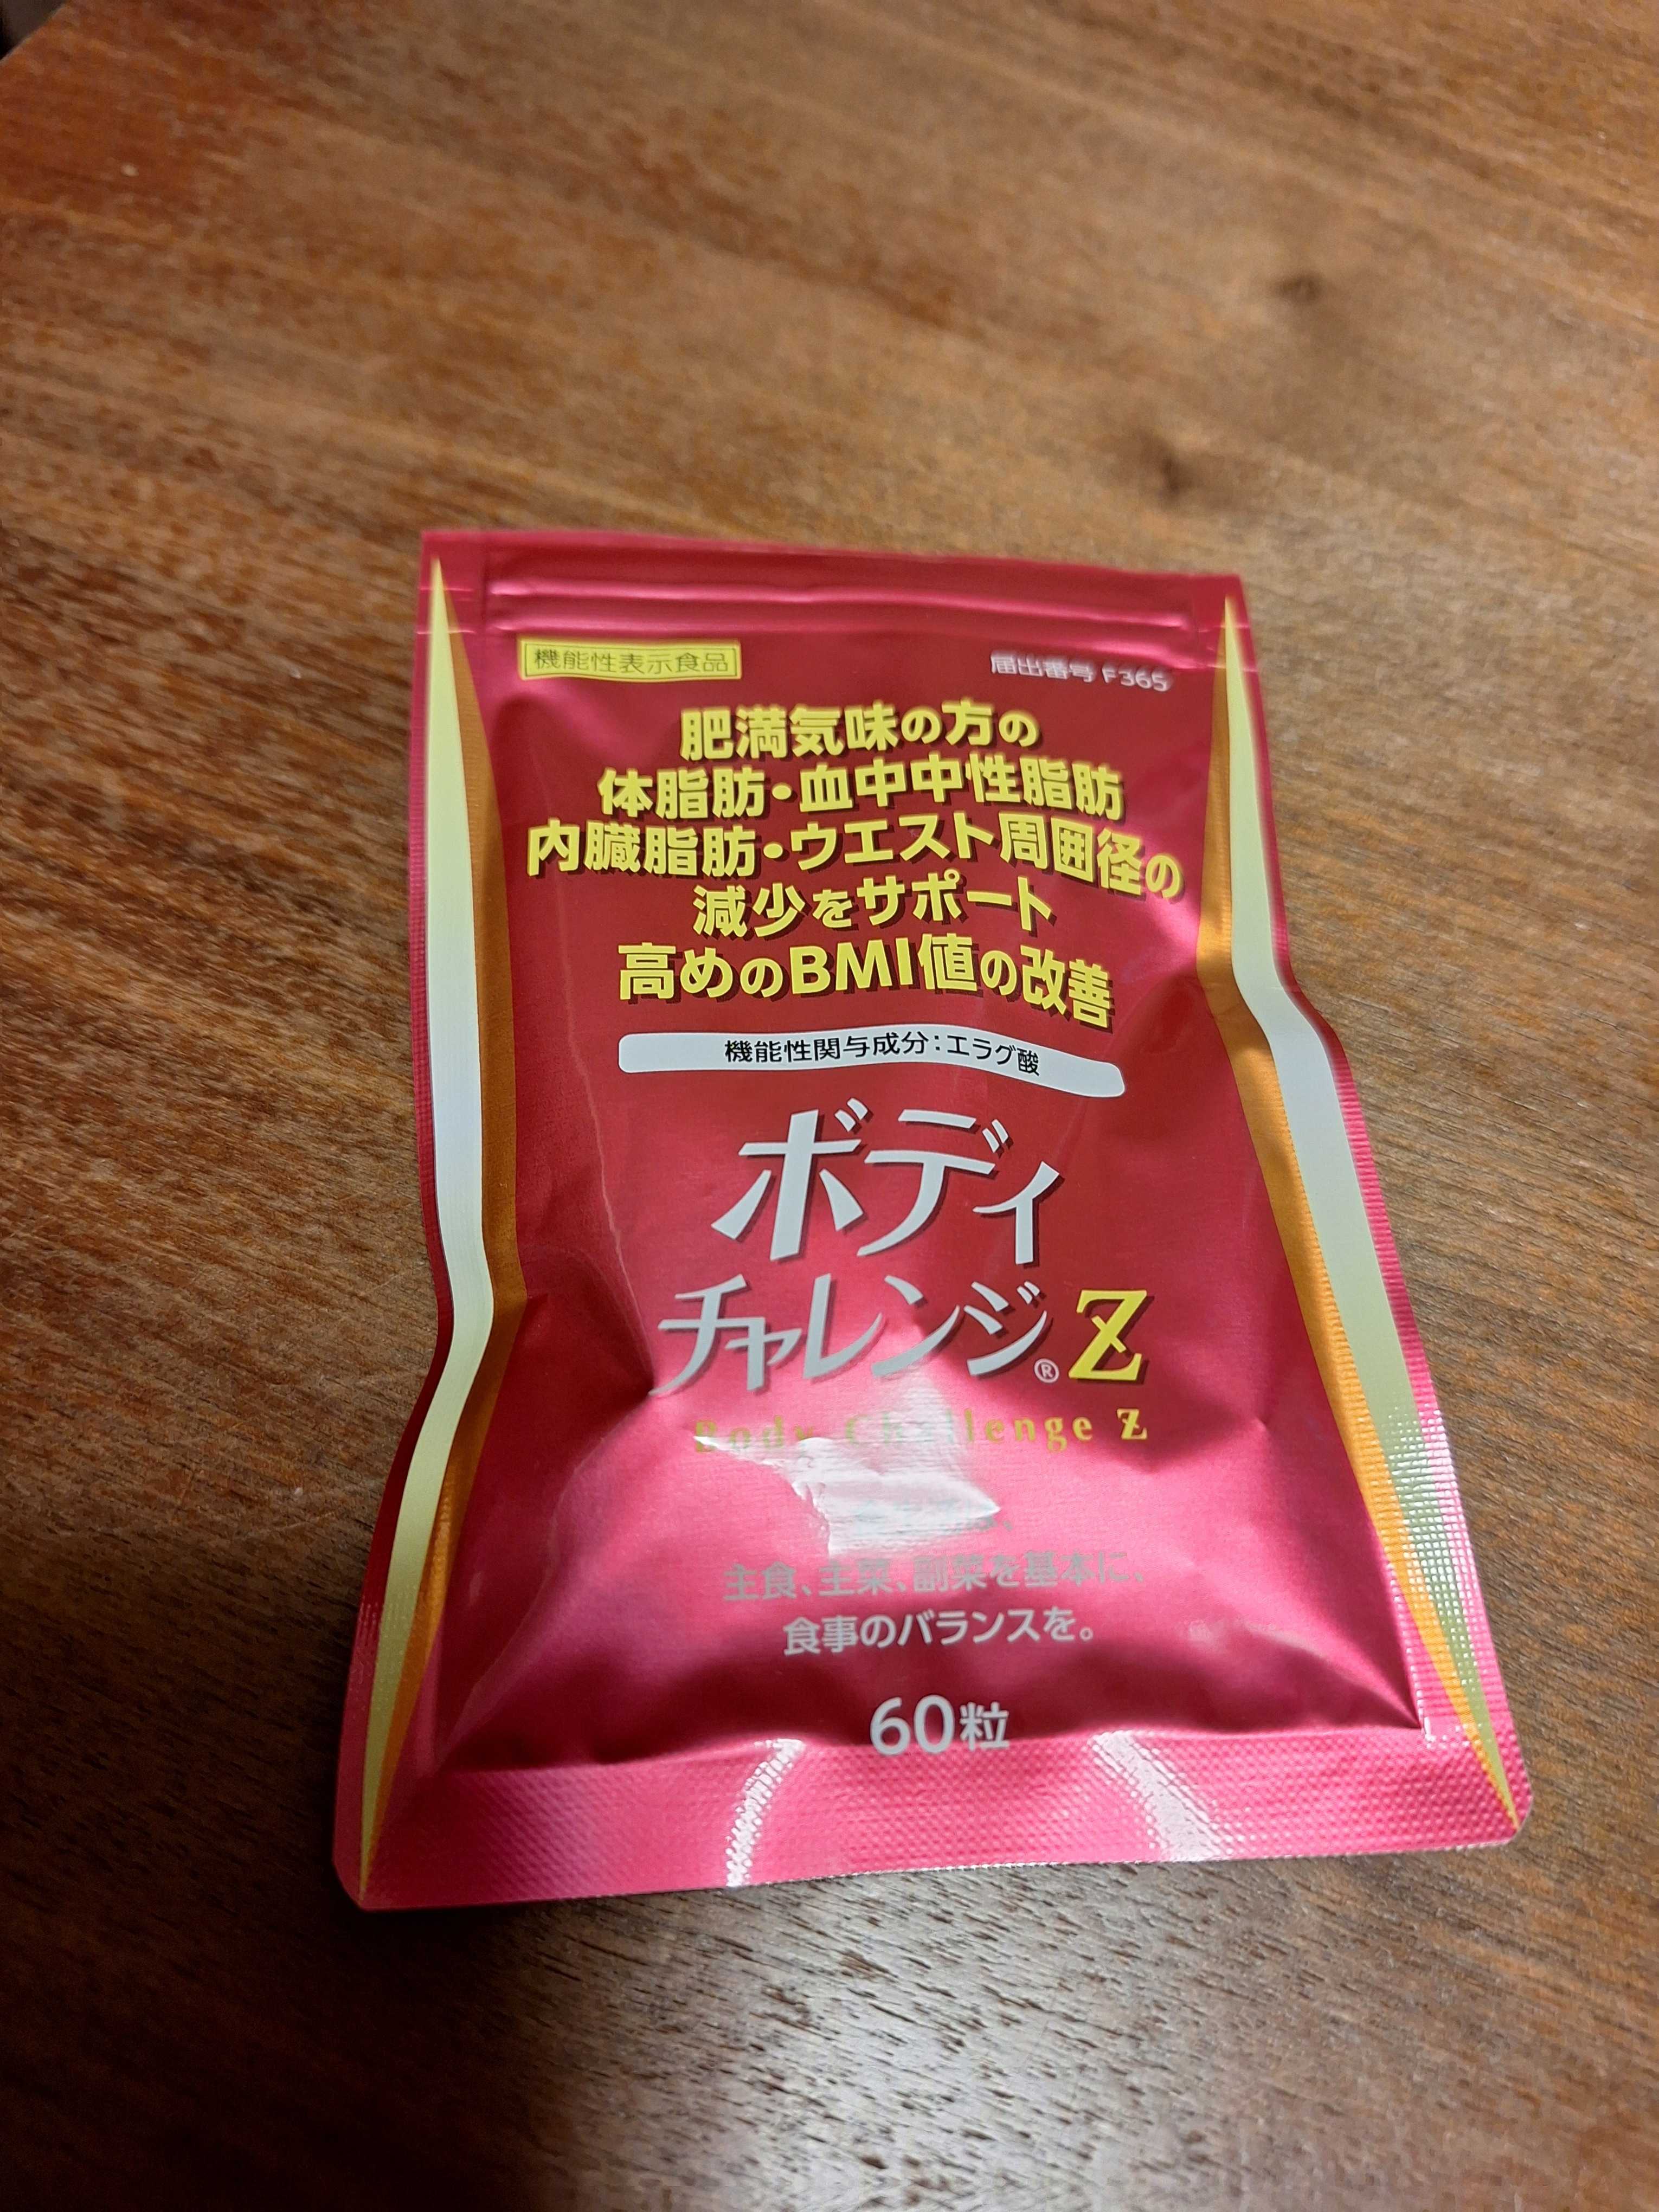 機能性表示食品
届出番号 F365
肥満気味の方の
体脂肪・血中中性脂肪
内臓脂肪・ウエスト周囲径の
減少をサポート
高めのBMI値の改善
機能性関与成分：エラグ酸
ボディ
チャレンジ®Z
Body Challenge Z
主食、主菜、副菜を基本に、
食事のバランスを。
60粒